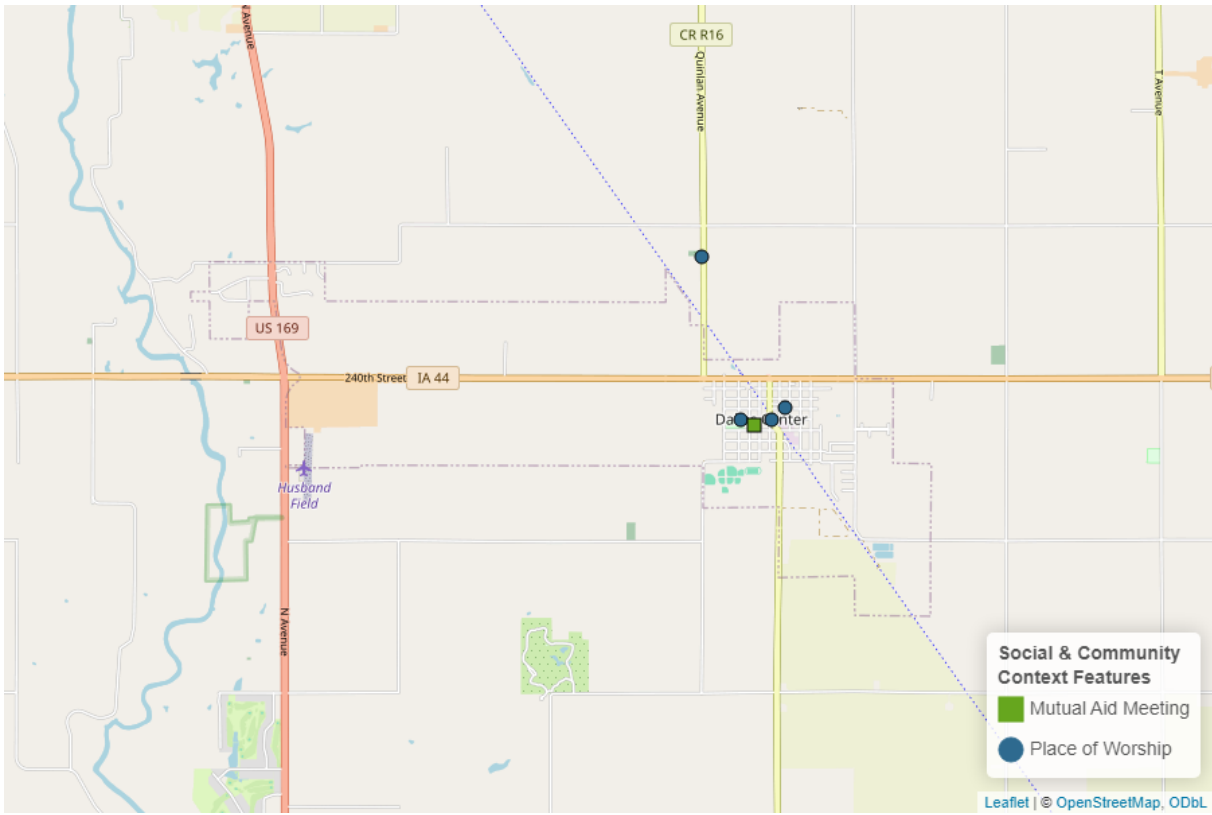 N Avenue
CR R16
Quinlan Avenue
T Avenue
US 169
240th Street
IA 44
Husband
Field
N Avenue
Social & Community
Context Features
Mutual Aid Meeting
Place of Worship
Leaflet | © OpenStreetMap, ODbL